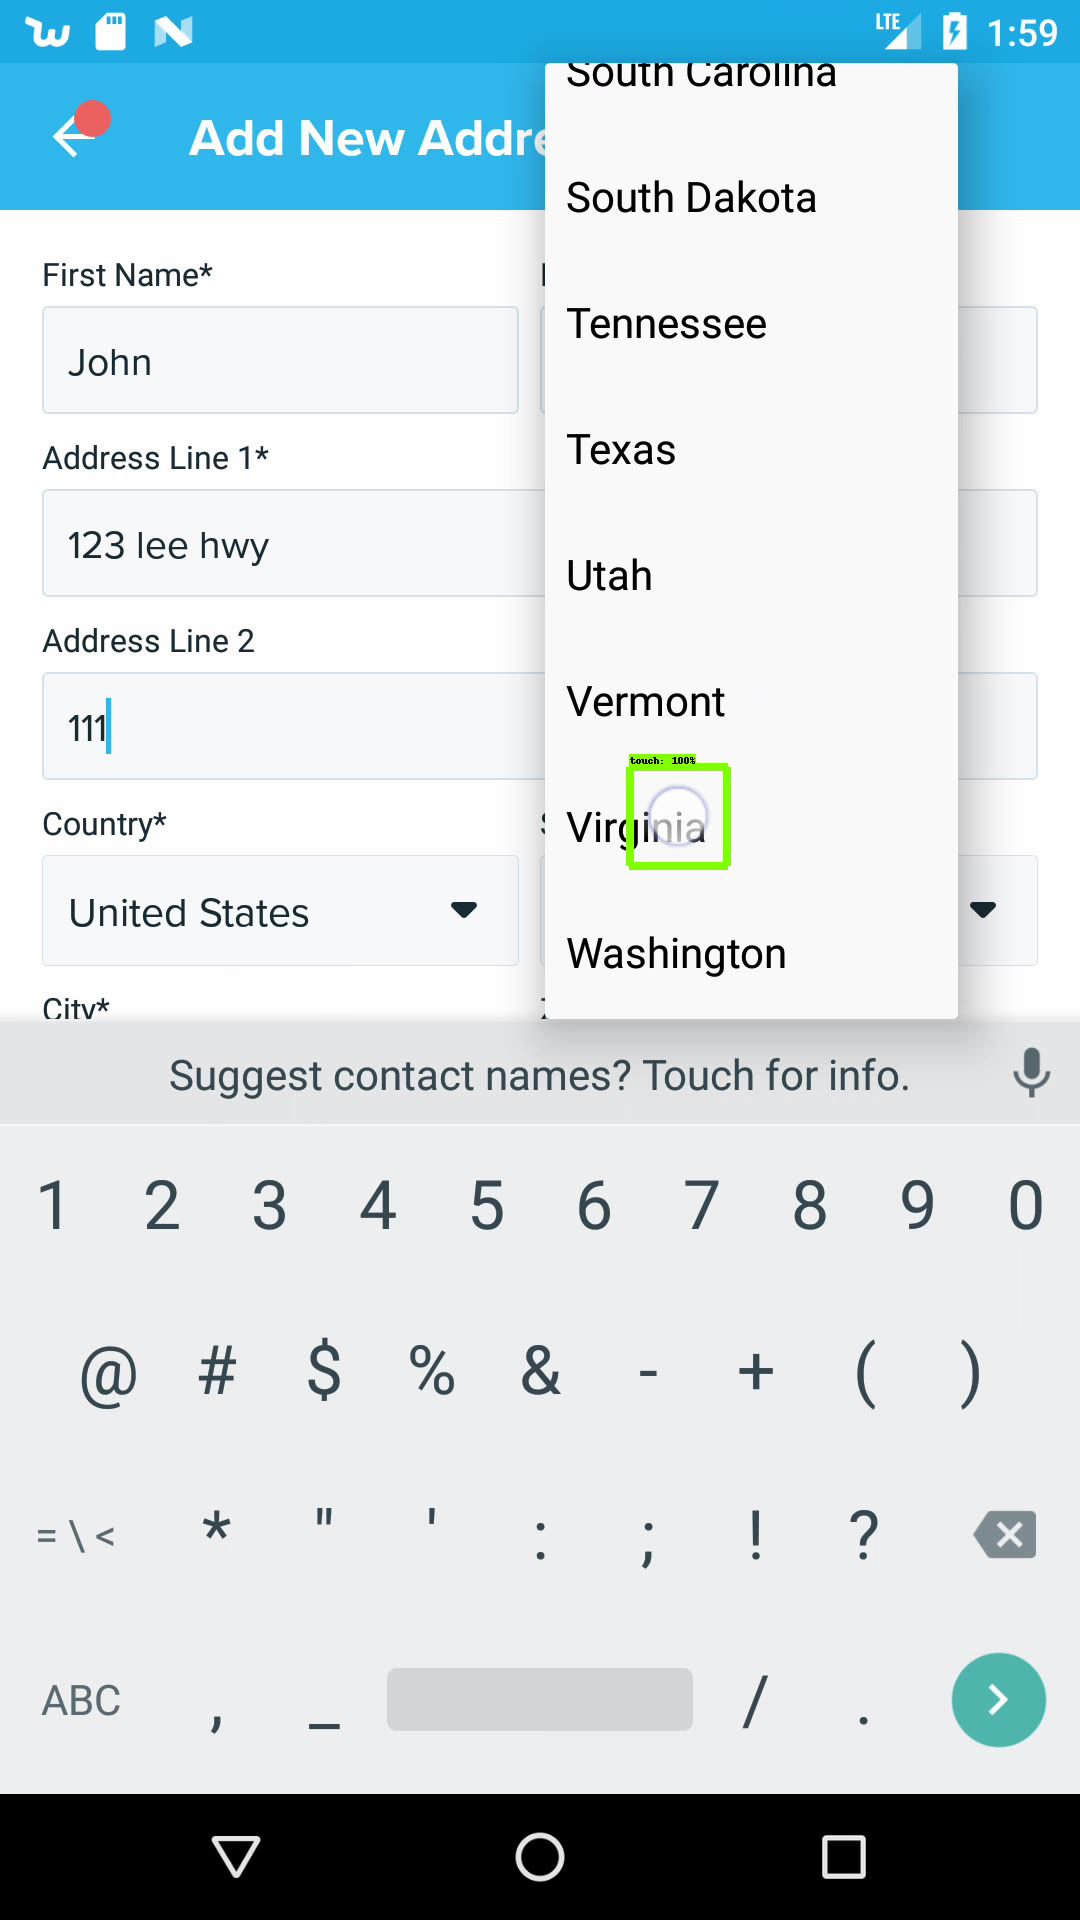 LTE 1:59
Add New Addre
South Carolina
South Dakota
Tennessee
Texas
Utah
Vermont
touch: 100%
Virginia
Washington
First Name*
John
Address Line 1*
123 lee hwy
Address Line 2
111
Country*
United States
City*
Suggest contact names? Touch for info.
1 2 3 4 5 6 7 8 9 0
@ # $ % & - + ( )
= \ < * " ' : ; ! ?
ABC , _ / .